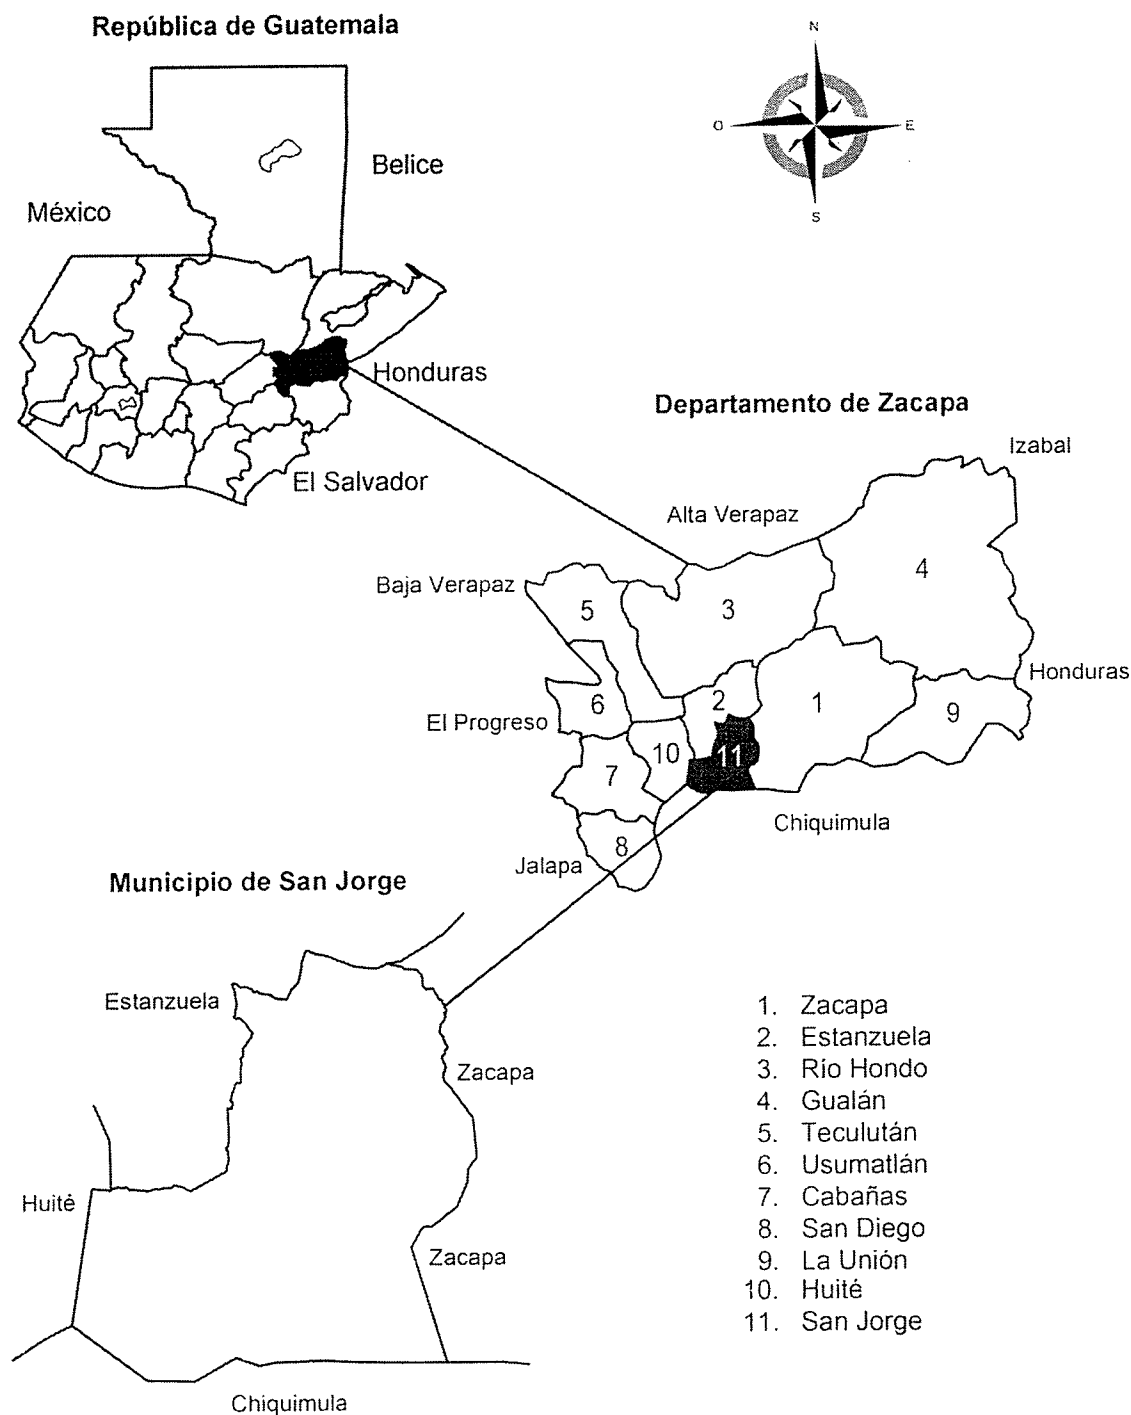 República de Guatemala
N
O
E
S
Belice
México
Honduras
El Salvador
Departamento de Zacapa
Izabal
Alta Verapaz
Baja Verapaz
El Progreso
Honduras
Chiquimula
Jalapa
5
3
4
6
2
1
9
10
11
7
8
Municipio de San Jorge
Estanzuela
Zacapa
Huité
Zacapa
Chiquimula
1. Zacapa
2. Estanzuela
3. Río Hondo
4. Gualán
5. Teculután
6. Usumatlán
7. Cabañas
8. San Diego
9. La Unión
10. Huité
11. San Jorge